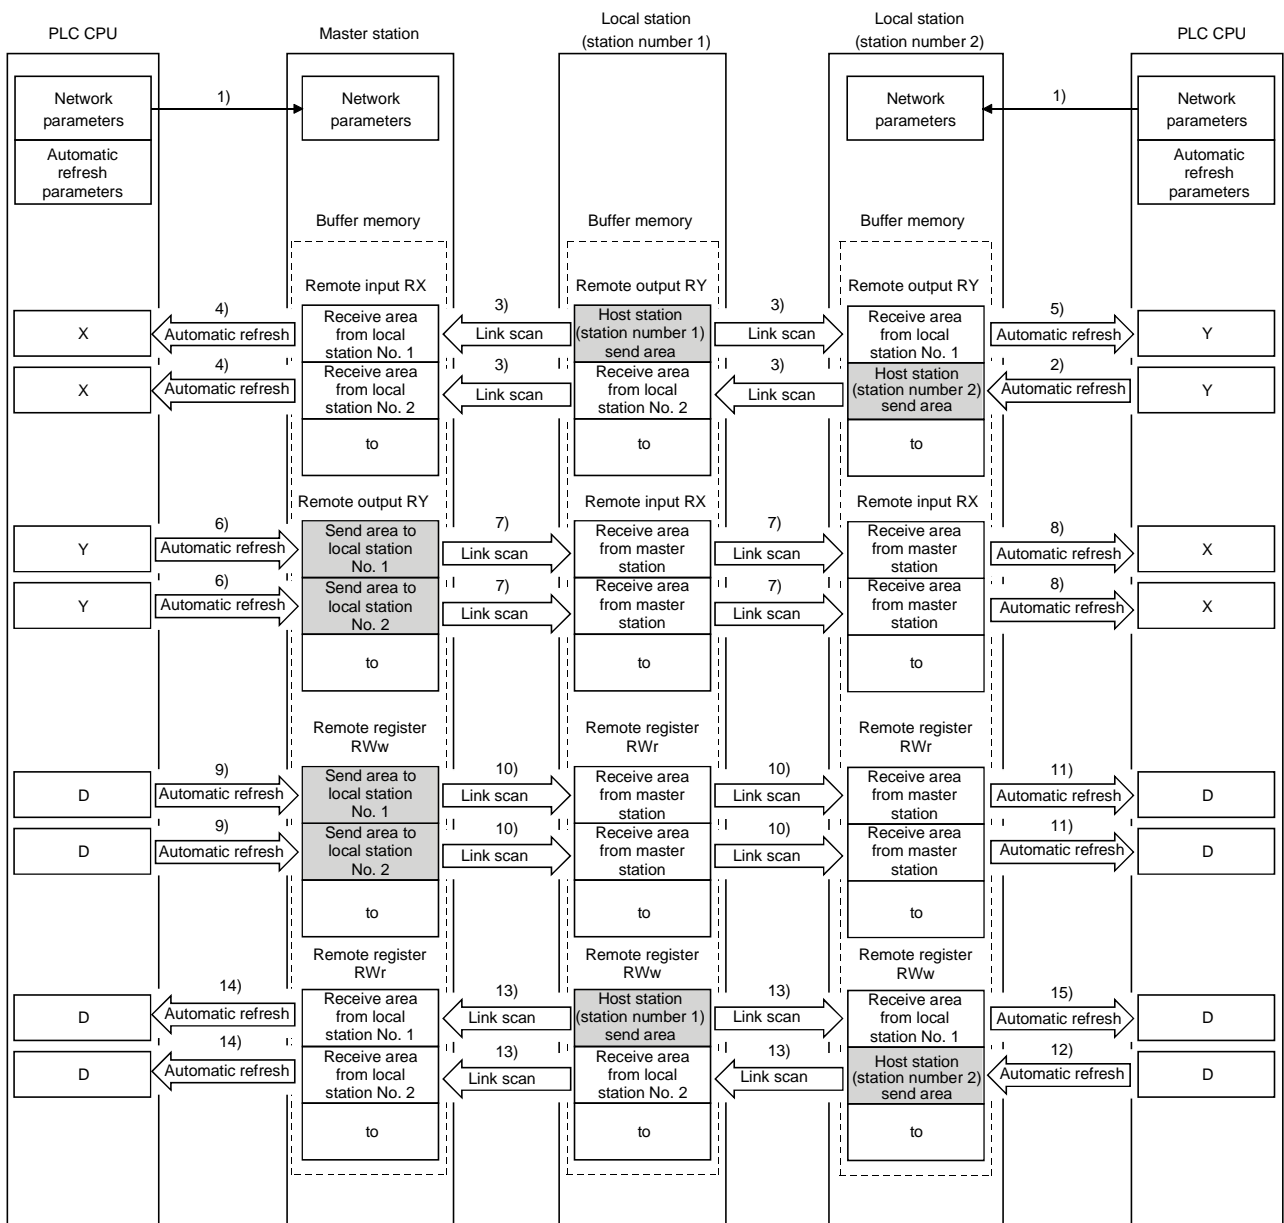 PLC CPU
Master station
Local station
(station number 1)
Local station
(station number 2)
PLC CPU
Network
parameters
1)
Network
parameters
Network
parameters
1)
Network
parameters
Automatic
refresh
parameters
Automatic
refresh
parameters
Buffer memory
Buffer memory
Buffer memory
Remote input RX
Remote output RY
Remote output RY
X
4)
Automatic refresh
Receive area
from local
station No. 1
3)
Link scan
Host station
(station number 1)
send area
3)
Link scan
Receive area
from local
station No. 1
5)
Automatic refresh
Y
X
4)
Automatic refresh
Receive area
from local
station No. 2
3)
Link scan
Receive area
from local
station No. 2
3)
Link scan
Host station
(station number 2)
send area
2)
Automatic refresh
Y
to
to
to
Remote output RY
Remote input RX
Remote input RX
Y
6)
Automatic refresh
Send area to
local station
No. 1
7)
Link scan
Receive area
from master
station
7)
Link scan
Receive area
from master
station
8)
Automatic refresh
X
Y
6)
Automatic refresh
Send area to
local station
No. 2
7)
Link scan
Receive area
from master
station
7)
Link scan
Receive area
from master
station
8)
Automatic refresh
X
to
to
to
Remote register
RWw
Remote register
RWr
Remote register
RWr
D
9)
Automatic refresh
Send area to
local station
No. 1
10)
Link scan
Receive area
from master
station
10)
Link scan
Receive area
from master
station
11)
Automatic refresh
D
D
9)
Automatic refresh
Send area to
local station
No. 2
10)
Link scan
Receive area
from master
station
10)
Link scan
Receive area
from master
station
11)
Automatic refresh
D
to
to
to
Remote register
RWr
Remote register
RWw
Remote register
RWw
D
14)
Automatic refresh
Receive area
from local
station No. 1
13)
Link scan
Host station
(station number 1)
send area
13)
Link scan
Receive area
from local
station No. 1
15)
Automatic refresh
D
D
14)
Automatic refresh
Receive area
from local
station No. 2
13)
Link scan
Receive area
from local
station No. 2
13)
Link scan
Host station
(station number 2)
send area
12)
Automatic refresh
D
to
to
to